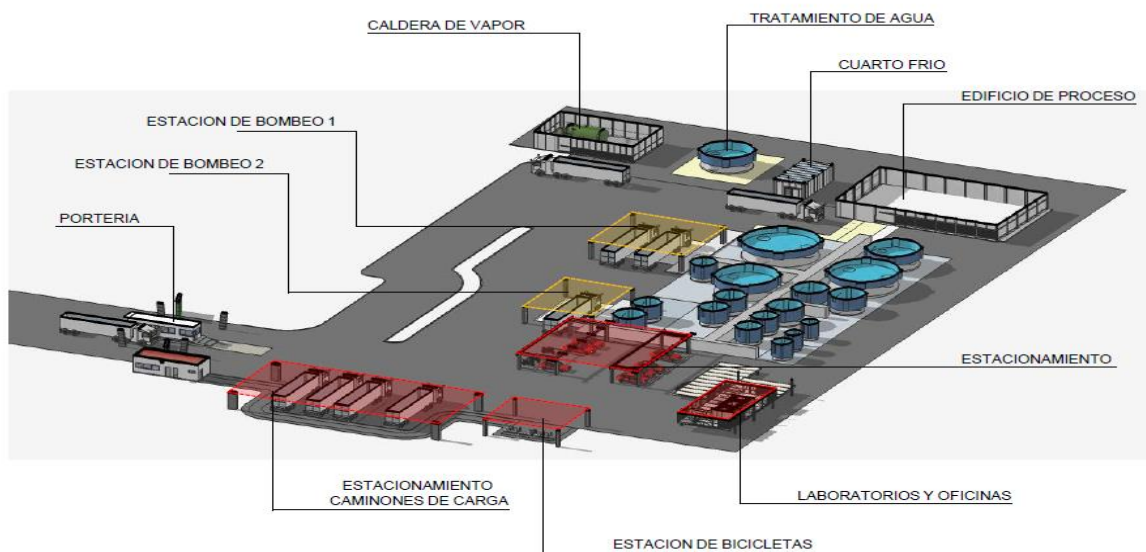 TRATAMIENTO DE AGUA
CALDERA DE VAPOR
CUARTO FRIO
EDIFICIO DE PROCESO
ESTACION DE BOMBEO 1
ESTACION DE BOMBEO 2
PORTERIA
ESTACIONAMIENTO
ESTACIONAMIENTO
CAMINONES DE CARGA
LABORATORIOS Y OFICINAS
ESTACION DE BICICLETAS